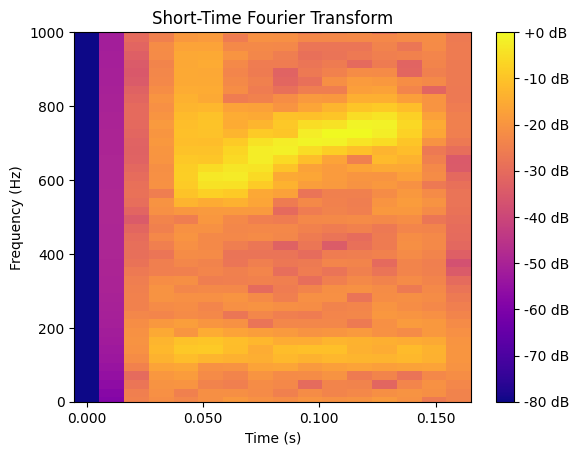 Short-Time Fourier Transform
1000
800
600
400
200
0
Frequency (Hz)
0.000
0.050
0.100
0.150
Time (s)
+0 dB
-10 dB
-20 dB
-30 dB
-40 dB
-50 dB
-60 dB
-70 dB
-80 dB